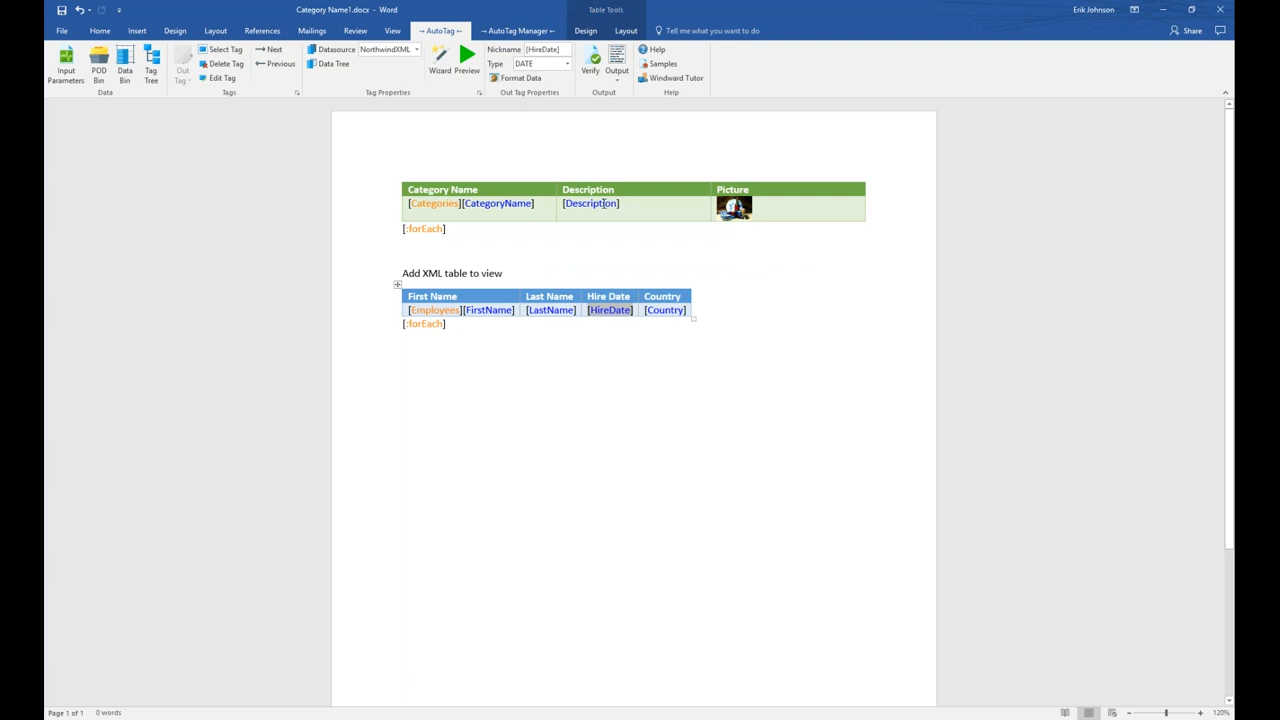 Category Name1.docx - Word
Table Tools
Erik Johnson
File Home Insert Design Layout References Mailings Review View → AutoTag ← → AutoTag Manager ← Design Layout Tell me what you want to do Share
Input Parameters
POD Bin
Data Bin
Tag Tree
Data
Out Tag
Select Tag
Delete Tag
Edit Tag
Next
Previous
Tags
Datasource NorthwindXML
Data Tree
Wizard
Preview
Tag Properties
Nickname [HireDate]
Type DATE
Format Data
Out Tag Properties
Verify
Output
Output
Help
Samples
Windward Tutor
Help
Category Name Description Picture
[Categories][CategoryName] [Description]
[:forEach]
Add XML table to view
First Name Last Name Hire Date Country
[Employees][FirstName] [LastName] [HireDate] [Country]
[:forEach]
Page 1 of 1 0 words 120%